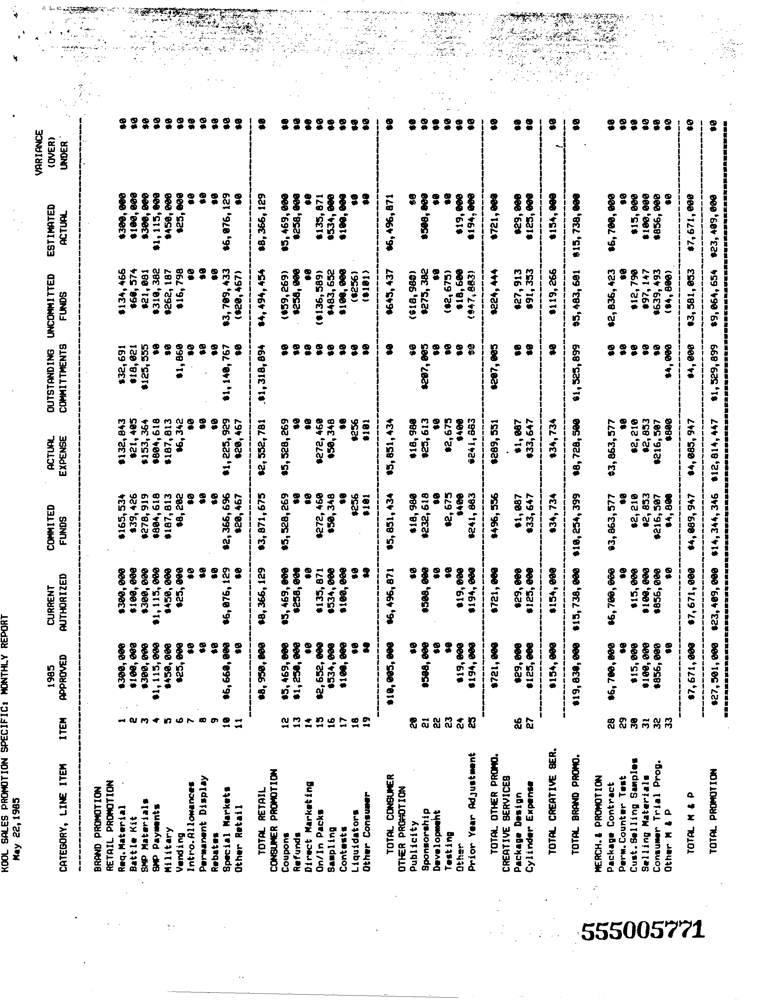 KOOL SALES PROMOTION SPECIFIC: MONTHLY REPORT
May 22, 1985
CATEGORY, LINE ITEM ITEM 1985 APPROVED CURRENT AUTHORIZED COMMITED FUNDS ACTUAL EXPENSE OUTSTANDING COMMITTMENTS UNCOMMITTED FUNDS ESTIMATED ACTUAL VARIANCE (OVER) UNDER
BRAND PROMOTION
RETAIL PROMOTION
Req. Material 1 $300,000 $300,000 $165,534 $132,843 $32,691 $134,466 $300,000 $0
Battle Kit 2 $100,000 $100,000 $39,426 $21,405 $18,021 $60,574 $100,000 $0
SMP Materials 3 $300,000 $300,000 $278,919 $153,364 $125,555 $21,081 $300,000 $0
SMP Payments 4 $1,115,000 $1,115,000 $804,618 $804,618 $0 $310,382 $1,115,000 $0
Military 5 $450,000 $450,000 $187,813 $187,813 $0 $262,187 $450,000 $0
Vending 6 $25,000 $25,000 $8,202 $6,342 $1,860 $16,798 $25,000 $0
Intro.Allowances 7 $0 $0 $0 $0 $0 $0 $0 $0
Permanent Display 8 $0 $0 $0 $0 $0 $0 $0 $0
Rebates 9 $0 $0 $0 $0 $0 $0 $0 $0
Special Markets 10 $6,660,000 $6,076,129 $2,366,696 $1,225,929 $1,140,767 $3,709,433 $6,076,129 $0
Other Retail 11 $0 $0 $20,467 $20,467 $0 ($20,467) $0 $0
TOTAL RETAIL $8,950,000 $8,366,129 $3,871,675 $2,552,781 $1,318,894 $4,494,454 $8,366,129 $0
CONSUMER PROMOTION
Coupons 12 $5,469,000 $5,469,000 $5,528,269 $5,528,269 $0 ($59,269) $5,469,000 $0
Refunds 13 $1,250,000 $258,000 $0 $0 $0 $258,000 $258,000 $0
Direct Marketing 14 $0 $0 $0 $0 $0 $0 $0 $0
On/In Packs 15 $2,652,000 $135,871 $272,460 $272,460 $0 ($136,589) $135,871 $0
Sampling 16 $534,000 $534,000 $50,348 $50,348 $0 $483,652 $534,000 $0
Contests 17 $100,000 $100,000 $0 $0 $0 $100,000 $100,000 $0
Liquidators 18 $256 $256 $0 ($256) $0 $0
Other Consumer 19 $101 $101 $0 ($101) $0 $0
TOTAL CONSUMER $10,005,000 $6,496,871 $5,851,434 $5,851,434 $0 $645,437 $6,496,871 $0
OTHER PROMOTION
Publicity 20 $0 $0 $18,980 $18,980 $0 ($18,980) $0 $0
Sponsorship 21 $508,000 $508,000 $232,618 $25,613 $207,005 $275,382 $508,000 $0
Development 22 $0 $0 $0 $0 $0 $0 $0 $0
Testing 23 $0 $0 $2,675 $2,675 $0 ($2,675) $0 $0
Other 24 $19,000 $19,000 $400 $400 $0 $18,600 $19,000 $0
Prior Year Adjustment 25 $194,000 $194,000 $241,883 $241,883 $0 ($47,883) $194,000 $0
TOTAL OTHER PROMO. $721,000 $721,000 $496,556 $289,551 $207,005 $224,444 $721,000 $0
CREATIVE SERVICES
Package Design 26 $29,000 $29,000 $1,087 $1,087 $0 $27,913 $29,000 $0
Cylinder Expense 27 $125,000 $125,000 $33,647 $33,647 $0 $91,353 $125,000 $0
TOTAL CREATIVE SER. $154,000 $154,000 $34,734 $34,734 $0 $119,266 $154,000 $0
TOTAL BRAND PROMO. $19,830,000 $15,738,000 $10,254,399 $8,728,500 $1,525,899 $5,483,601 $15,738,000 $0
MERCH.& PROMOTION
Package Contract 28 $6,700,000 $6,700,000 $3,863,577 $3,863,577 $0 $2,836,423 $6,700,000 $0
Perm.Counter Test 29 $0 $0 $0 $0 $0 $0 $0 $0
Cust.Selling Samples 30 $15,000 $15,000 $2,210 $2,210 $0 $12,790 $15,000 $0
Selling Materials 31 $100,000 $100,000 $2,853 $2,853 $0 $97,147 $100,000 $0
Consumer Trial Prog. 32 $856,000 $856,000 $216,507 $216,507 $0 $639,493 $856,000 $0
Other M & P 33 $0 $0 $4,800 $800 $4,000 ($4,800) $0 $0
TOTAL M & P $7,671,000 $7,671,000 $4,089,947 $4,085,947 $4,000 $3,581,053 $7,671,000 $0
TOTAL PROMOTION $27,501,000 $23,409,000 $14,344,346 $12,814,447 $1,529,899 $9,064,654 $23,409,000 $0
555005771